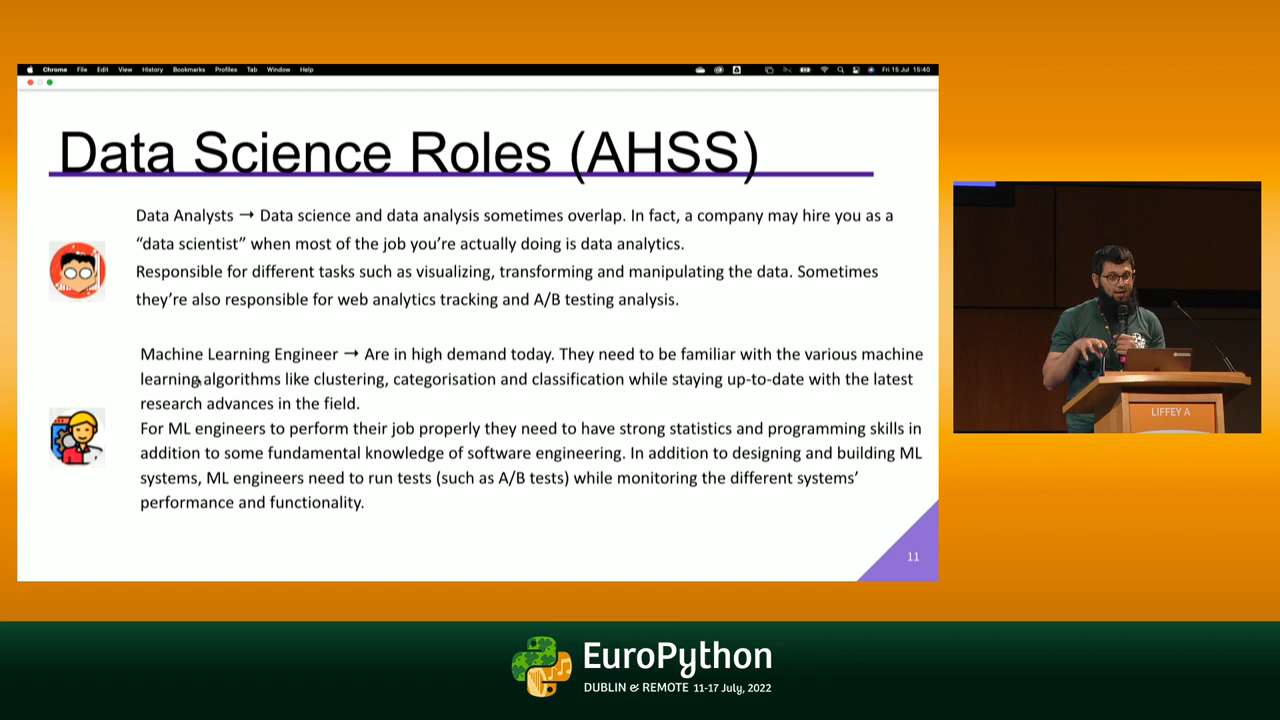 Chrome File Edit View History Bookmarks Profiles Tab Window Help Fri 15 Jul 15:40
Data Science Roles (AHSS)
Data Analysts → Data science and data analysis sometimes overlap. In fact, a company may hire you as a
“data scientist” when most of the job you’re actually doing is data analytics.
Responsible for different tasks such as visualizing, transforming and manipulating the data. Sometimes
they’re also responsible for web analytics tracking and A/B testing analysis.
Machine Learning Engineer → Are in high demand today. They need to be familiar with the various machine
learning algorithms like clustering, categorisation and classification while staying up-to-date with the latest
research advances in the field.
For ML engineers to perform their job properly they need to have strong statistics and programming skills in
addition to some fundamental knowledge of software engineering. In addition to designing and building ML
systems, ML engineers need to run tests (such as A/B tests) while monitoring the different systems’
performance and functionality.
11
LIFFEY A
EuroPython
DUBLIN & REMOTE 11-17 July, 2022